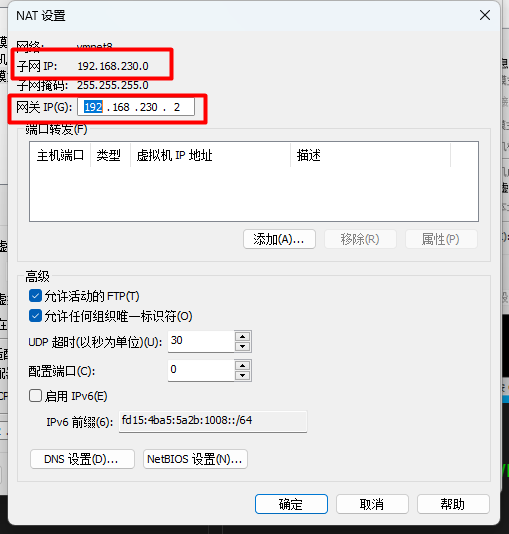 NAT 设置
网络: vmnet8
子网 IP: 192.168.230.0
子网掩码: 255.255.255.0
网关 IP(G): 192 . 168 . 230 . 2
端口转发(F)
主机端口 类型 虚拟机 IP 地址 描述
添加(A)... 移除(R) 属性(P)
高级
允许活动的 FTP(T)
允许任何组织唯一标识符(O)
UDP 超时(以秒为单位)(U): 30
配置端口(C): 0
启用 IPv6(E)
IPv6 前缀(6): fd15:4ba5:5a2b:1008::/64
DNS 设置(D)... NetBIOS 设置(N)...
确定 取消 帮助